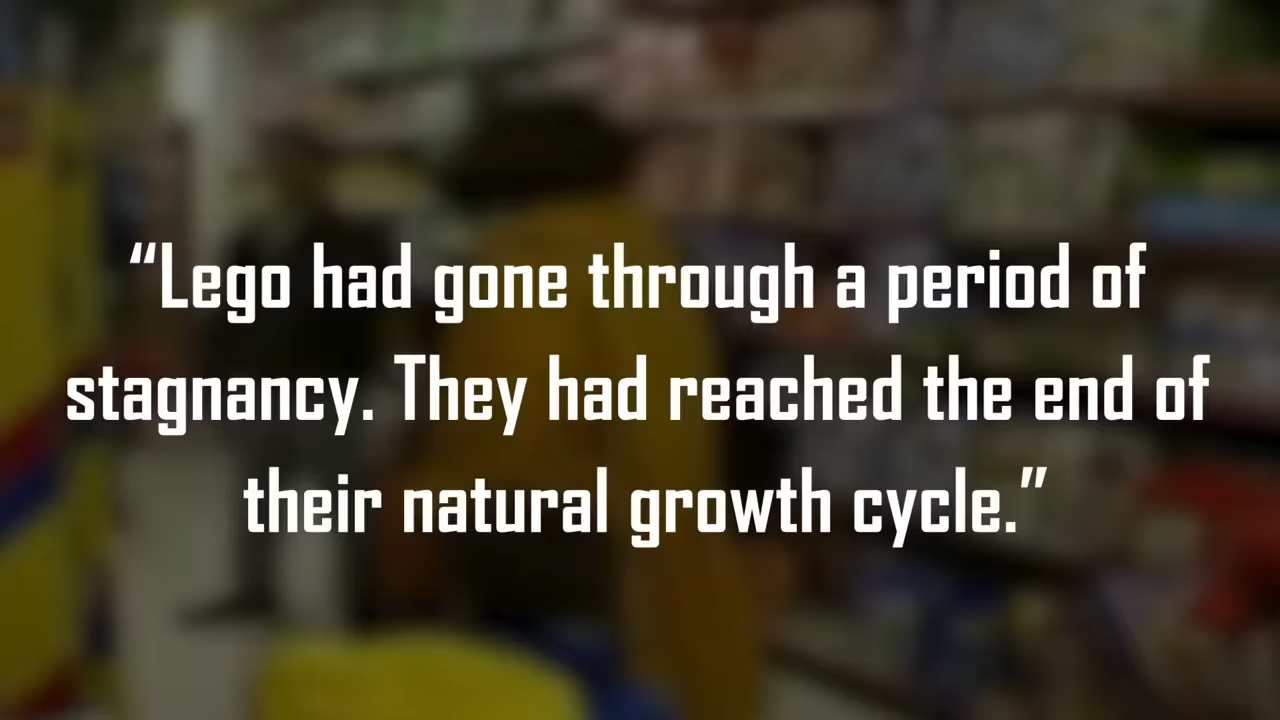 “Lego had gone through a period of
stagnancy. They had reached the end of
their natural growth cycle.”